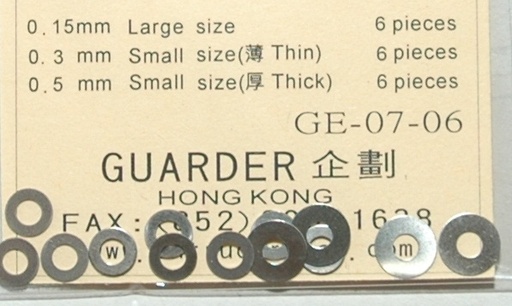 0.15mm Large size 6 pieces
0.3 mm Small size(薄 Thin) 6 pieces
0.5 mm Small size(厚 Thick) 6 pieces
GE-07-06
GUARDER 企劃
HONG KONG
FAX: